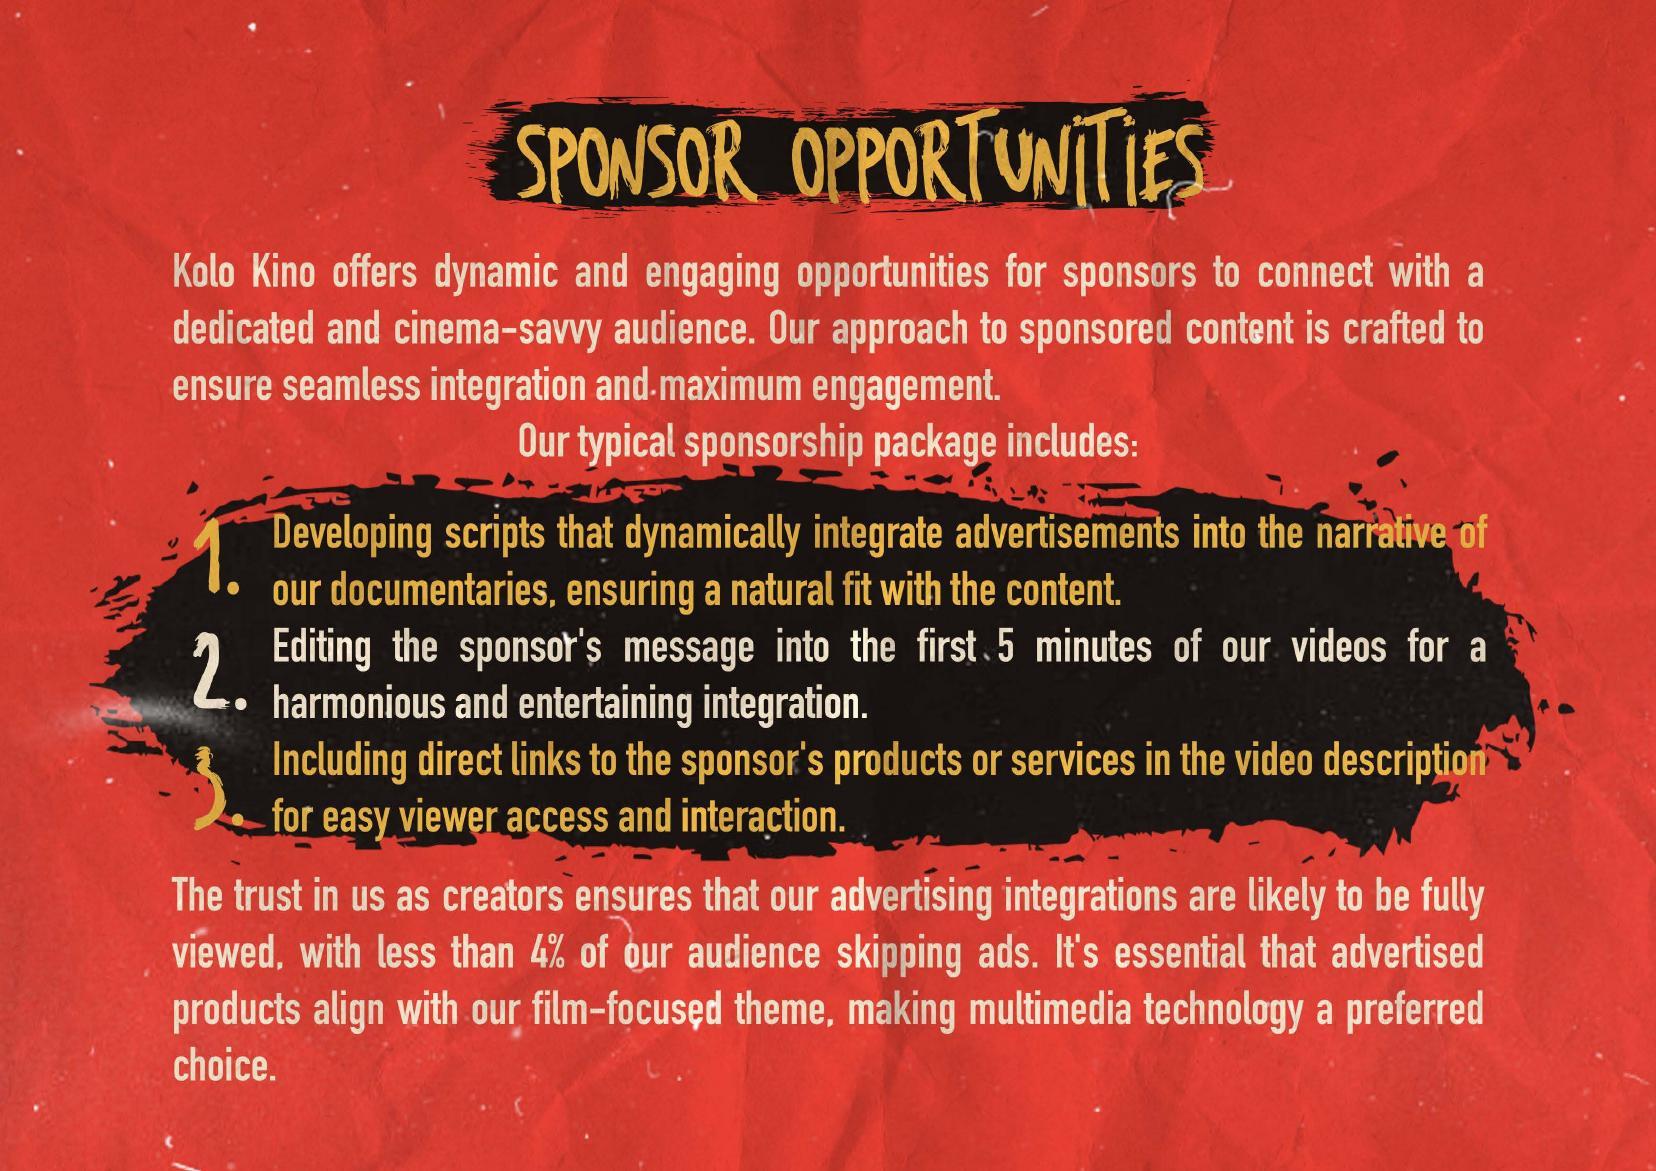 SPONSOR OPPORTUNITIES
Kolo Kino offers dynamic and engaging opportunities for sponsors to connect with a
dedicated and cinema-savvy audience. Our approach to sponsored content is crafted to
ensure seamless integration and maximum engagement.
Our typical sponsorship package includes:
1. Developing scripts that dynamically integrate advertisements into the narrative of
our documentaries, ensuring a natural fit with the content.
2. Editing the sponsor's message into the first 5 minutes of our videos for a
harmonious and entertaining integration.
3. Including direct links to the sponsor's products or services in the video description
for easy viewer access and interaction.
The trust in us as creators ensures that our advertising integrations are likely to be fully
viewed, with less than 4% of our audience skipping ads. It's essential that advertised
products align with our film-focused theme, making multimedia technology a preferred
choice.